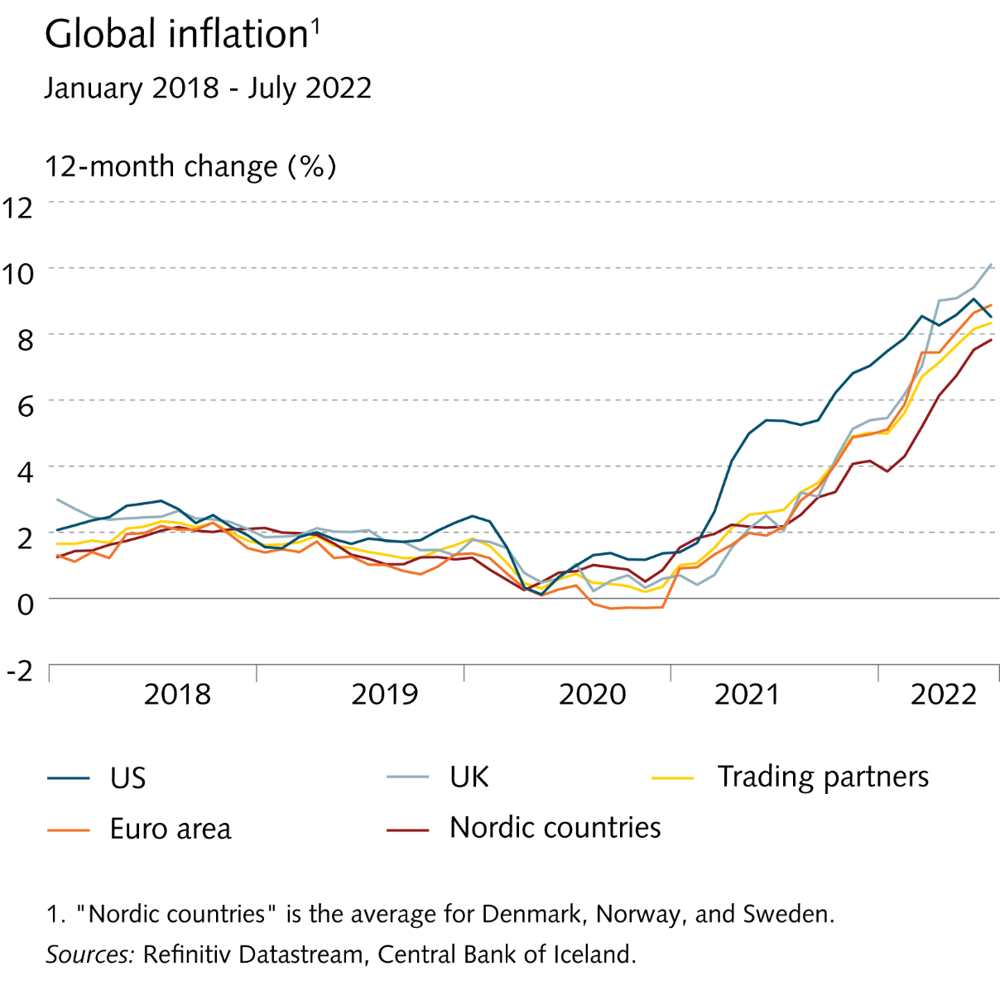 Global inflation¹
January 2018 - July 2022
12-month change (%)
12
10
8
6
4
2
0
-2
2018 2019 2020 2021 2022
US UK Trading partners
Euro area Nordic countries
1. "Nordic countries" is the average for Denmark, Norway, and Sweden.
Sources: Refinitiv Datastream, Central Bank of Iceland.